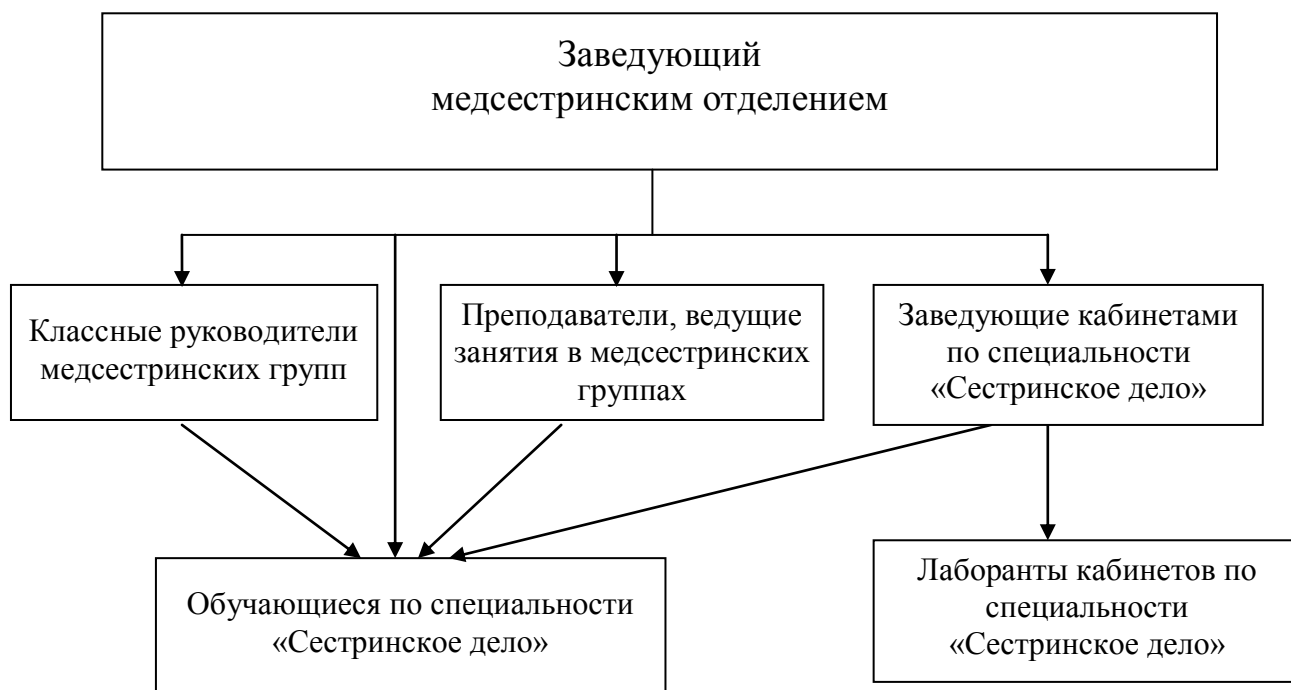 Заведующий
медсестринским отделением
Классные руководители
медсестринских групп
Преподаватели, ведущие
занятия в медсестринских
группах
Заведующие кабинетами
по специальности
«Сестринское дело»
Обучающиеся по специальности
«Сестринское дело»
Лаборанты кабинетов по
специальности
«Сестринское дело»